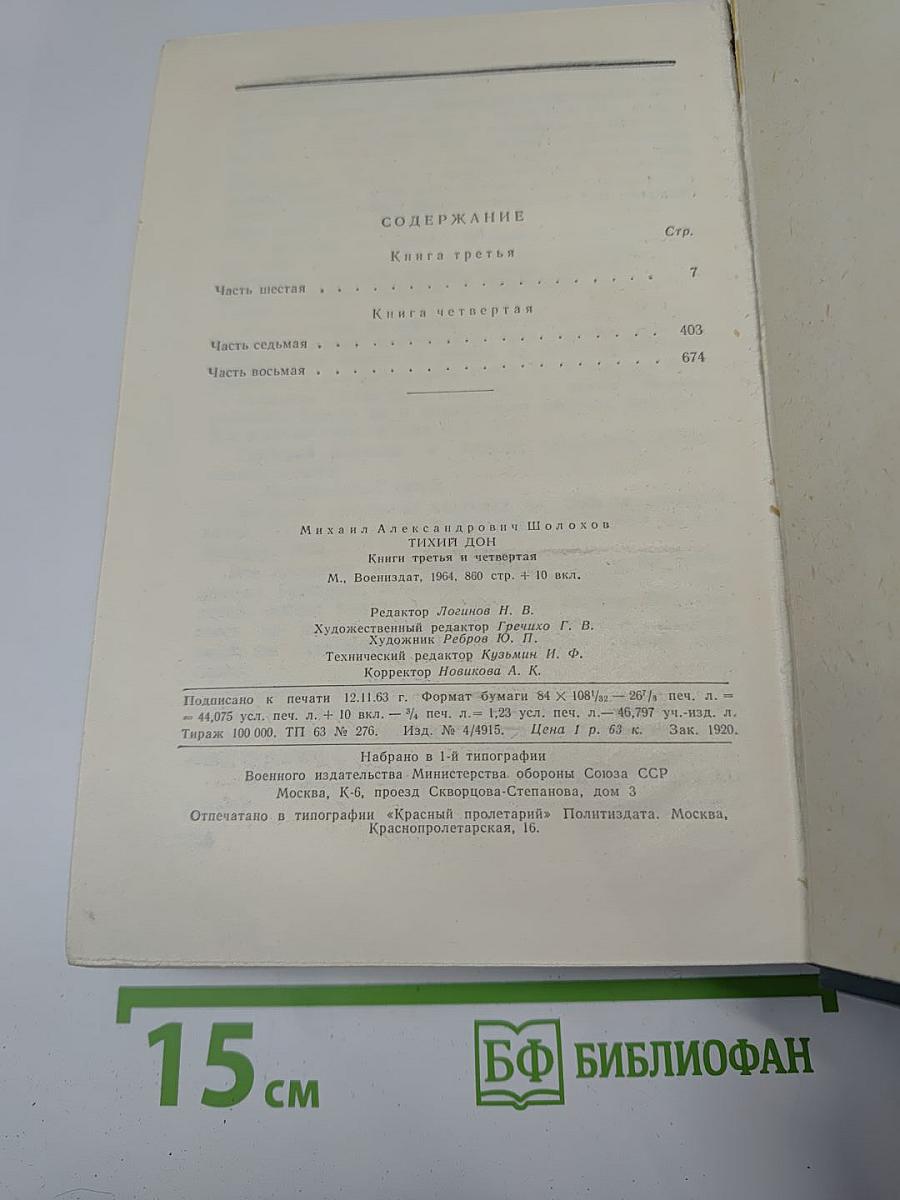 СОДЕРЖАНИЕ
Стр.
Книга третья
Часть шестая . . . . . . . . . . . . . . . . . 7
Книга четвертая
Часть седьмая . . . . . . . . . . . . . . . . . 403
Часть восьмая . . . . . . . . . . . . . . . . . 674
Михаил Александрович Шолохов
ТИХИЙ ДОН
Книги третья и четвертая
М., Воениздат, 1964, 860 стр. + 10 вкл.
Редактор Логинов Н. В.
Художественный редактор Гречихо Г. В.
Художник Ребров Ю. П.
Технический редактор Кузьмин И. Ф.
Корректор Новикова А. К.
Подписано к печати 12.11.63 г. Формат бумаги 84 × 108¹/₃₂ — 26⁷/₈ печ. л. =
= 44,075 усл. печ. л. + 10 вкл. — ³/₄ печ. л.= 1,23 усл. печ. л.— 46,797 уч.-изд. л.
Тираж 100 000. ТП 63 № 276. Изд. № 4/4915. Цена 1 р. 63 к. Зак. 1920.
Набрано в 1-й типографии
Военного издательства Министерства обороны Союза ССР
Москва, К-6, проезд Скворцова-Степанова, дом 3
Отпечатано в типографии «Красный пролетарий» Политиздата. Москва,
Краснопролетарская, 16.
15 см
БФ БИБЛИОФАН